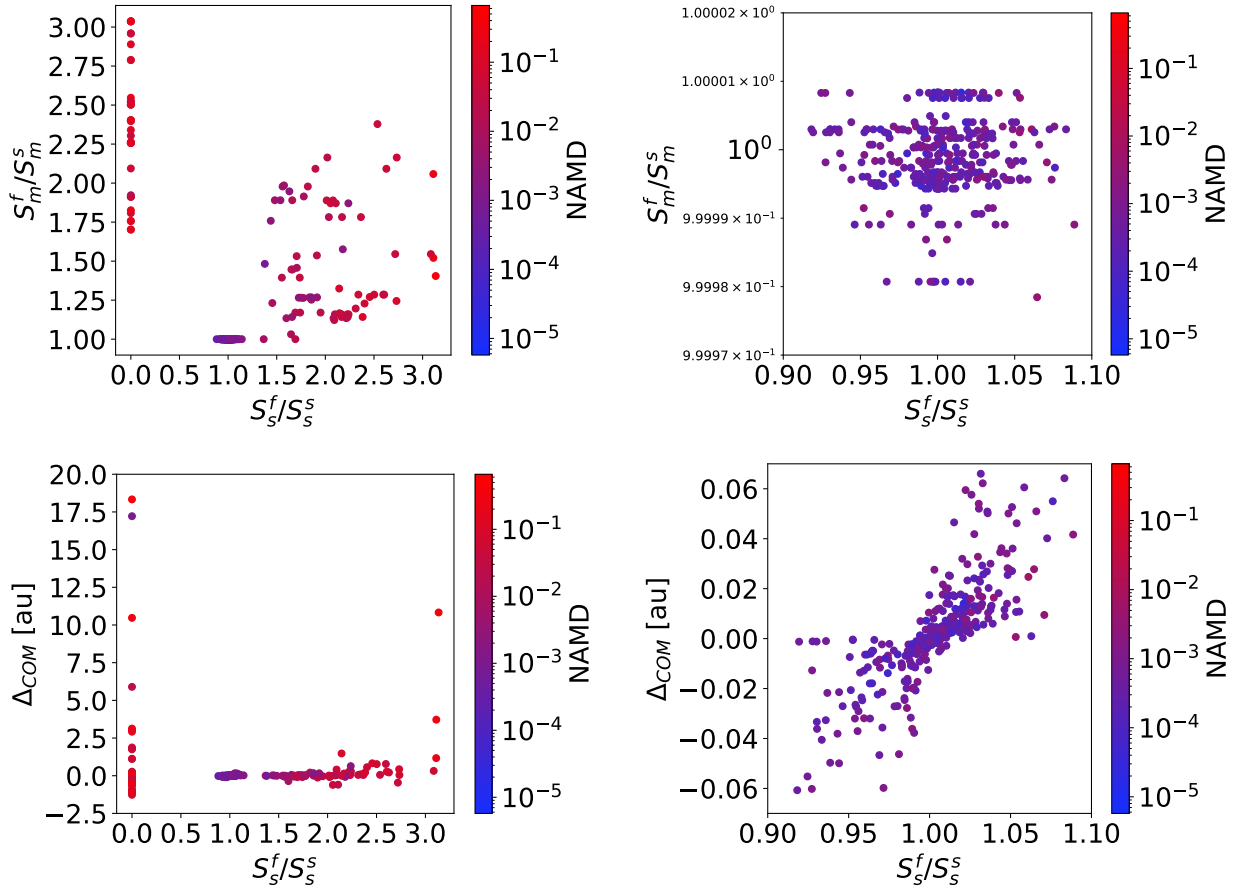 3.00
2.75
2.50
2.25
2.00
1.75
1.50
1.25
1.00
S_m^f/S_m^s
0.0 0.5 1.0 1.5 2.0 2.5 3.0
S_s^f/S_s^s
10^{-1}
10^{-2}
10^{-3}
10^{-4}
10^{-5}
NAMD
1.00002 × 10^0
1.00001 × 10^0
10^0
9.9999 × 10^{-1}
9.9998 × 10^{-1}
9.9997 × 10^{-1}
S_m^f/S_m^s
0.90 0.95 1.00 1.05 1.10
S_s^f/S_s^s
10^{-1}
10^{-2}
10^{-3}
10^{-4}
10^{-5}
NAMD
20.0
17.5
15.0
12.5
10.0
7.5
5.0
2.5
0.0
−2.5
Δ_{COM} [au]
0.0 0.5 1.0 1.5 2.0 2.5 3.0
S_s^f/S_s^s
10^{-1}
10^{-2}
10^{-3}
10^{-4}
10^{-5}
NAMD
0.06
0.04
0.02
0.00
−0.02
−0.04
−0.06
Δ_{COM} [au]
0.90 0.95 1.00 1.05 1.10
S_s^f/S_s^s
10^{-1}
10^{-2}
10^{-3}
10^{-4}
10^{-5}
NAMD